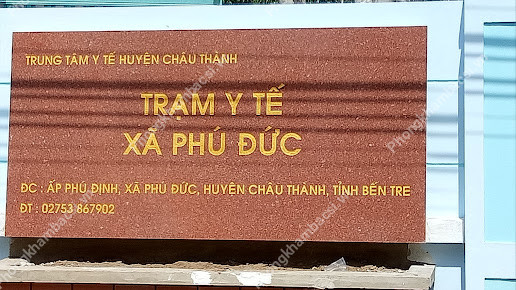 TRUNG TÂM Y TẾ HUYỆN CHÂU THÀNH
TRẠM Y TẾ
XÃ PHÚ ĐỨC
ĐC : ẤP PHÚ ĐỊNH, XÃ PHÚ ĐỨC, HUYỆN CHÂU THÀNH, TỈNH BẾN TRE
ĐT : 02753 867902